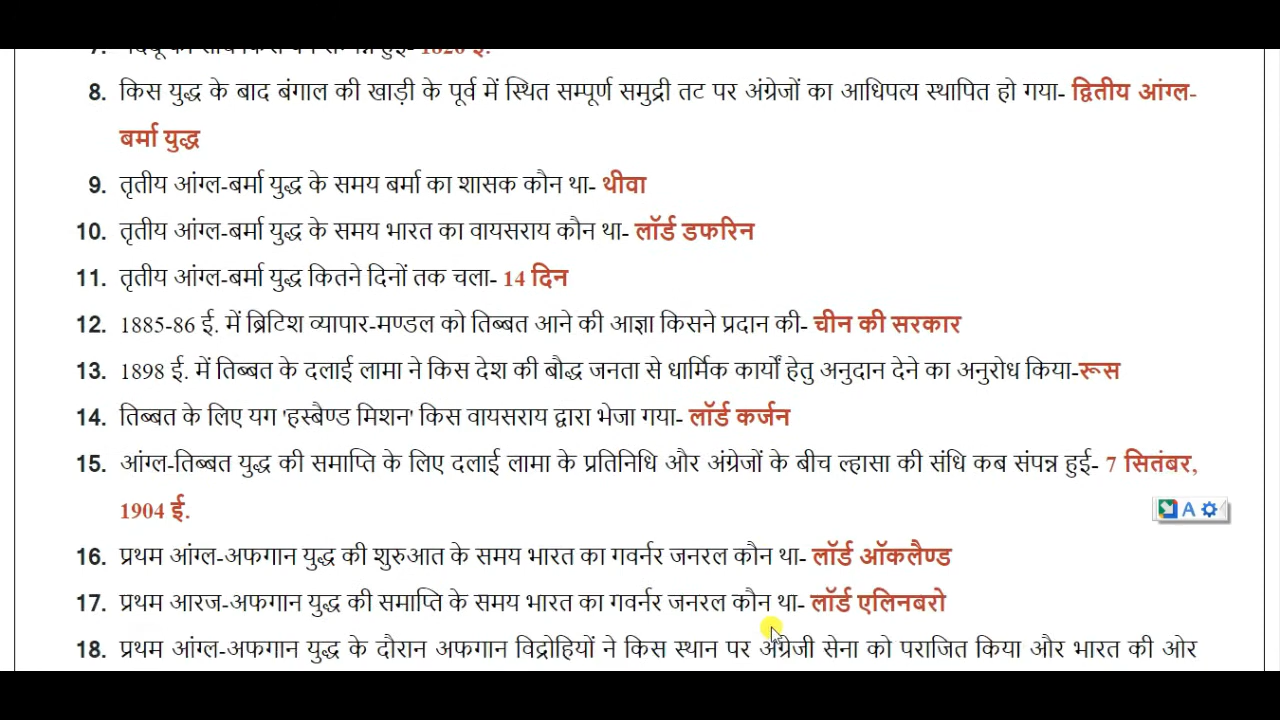 8. किस युद्ध के बाद बंगाल की खाड़ी के पूर्व में स्थित सम्पूर्ण समुद्री तट पर अंग्रेजों का आधिपत्य स्थापित हो गया- द्वितीय आंग्ल-
बर्मा युद्ध
9. तृतीय आंग्ल-बर्मा युद्ध के समय बर्मा का शासक कौन था- थीवा
10. तृतीय आंग्ल-बर्मा युद्ध के समय भारत का वायसराय कौन था- लॉर्ड डफरिन
11. तृतीय आंग्ल-बर्मा युद्ध कितने दिनों तक चला- 14 दिन
12. 1885-86 ई. में ब्रिटिश व्यापार-मण्डल को तिब्बत आने की आज्ञा किसने प्रदान की- चीन की सरकार
13. 1898 ई. में तिब्बत के दलाई लामा ने किस देश की बौद्ध जनता से धार्मिक कार्यों हेतु अनुदान देने का अनुरोध किया-रूस
14. तिब्बत के लिए यग 'हस्बैण्ड मिशन' किस वायसराय द्वारा भेजा गया- लॉर्ड कर्जन
15. आंग्ल-तिब्बत युद्ध की समाप्ति के लिए दलाई लामा के प्रतिनिधि और अंग्रेजों के बीच ल्हासा की संधि कब संपन्न हुई- 7 सितंबर,
1904 ई.
A
16. प्रथम आंग्ल-अफगान युद्ध की शुरुआत के समय भारत का गवर्नर जनरल कौन था- लॉर्ड ऑकलैण्ड
17. प्रथम आरज-अफगान युद्ध की समाप्ति के समय भारत का गवर्नर जनरल कौन था- लॉर्ड एलिनबरो
18. प्रथम आंग्ल-अफगान युद्ध के दौरान अफगान विद्रोहियों ने किस स्थान पर अंग्रेजी सेना को पराजित किया और भारत की ओर